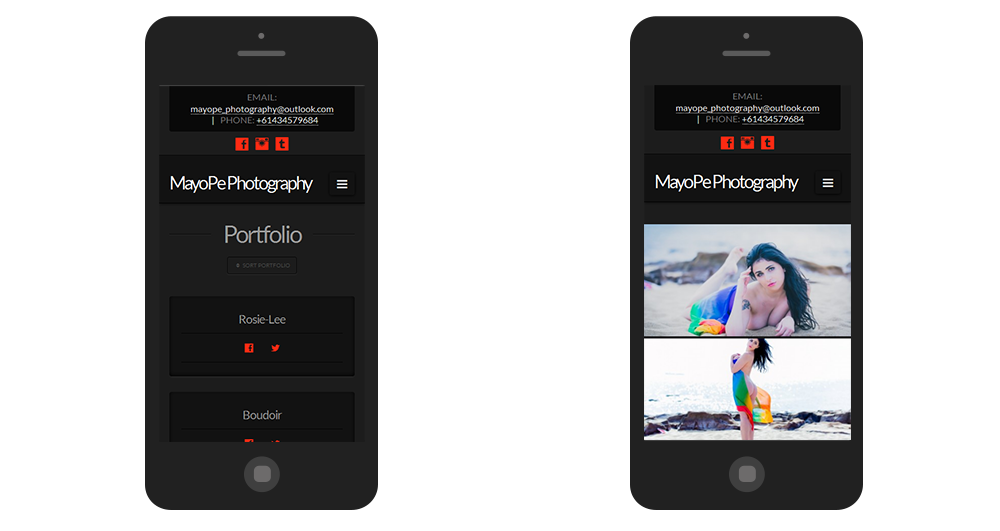 EMAIL:
mayope_photography@outlook.com
| PHONE: +61434579684
MayoPe Photography
Portfolio
SORT PORTFOLIO
Rosie-Lee
Boudoir
EMAIL:
mayope_photography@outlook.com
| PHONE: +61434579684
MayoPe Photography